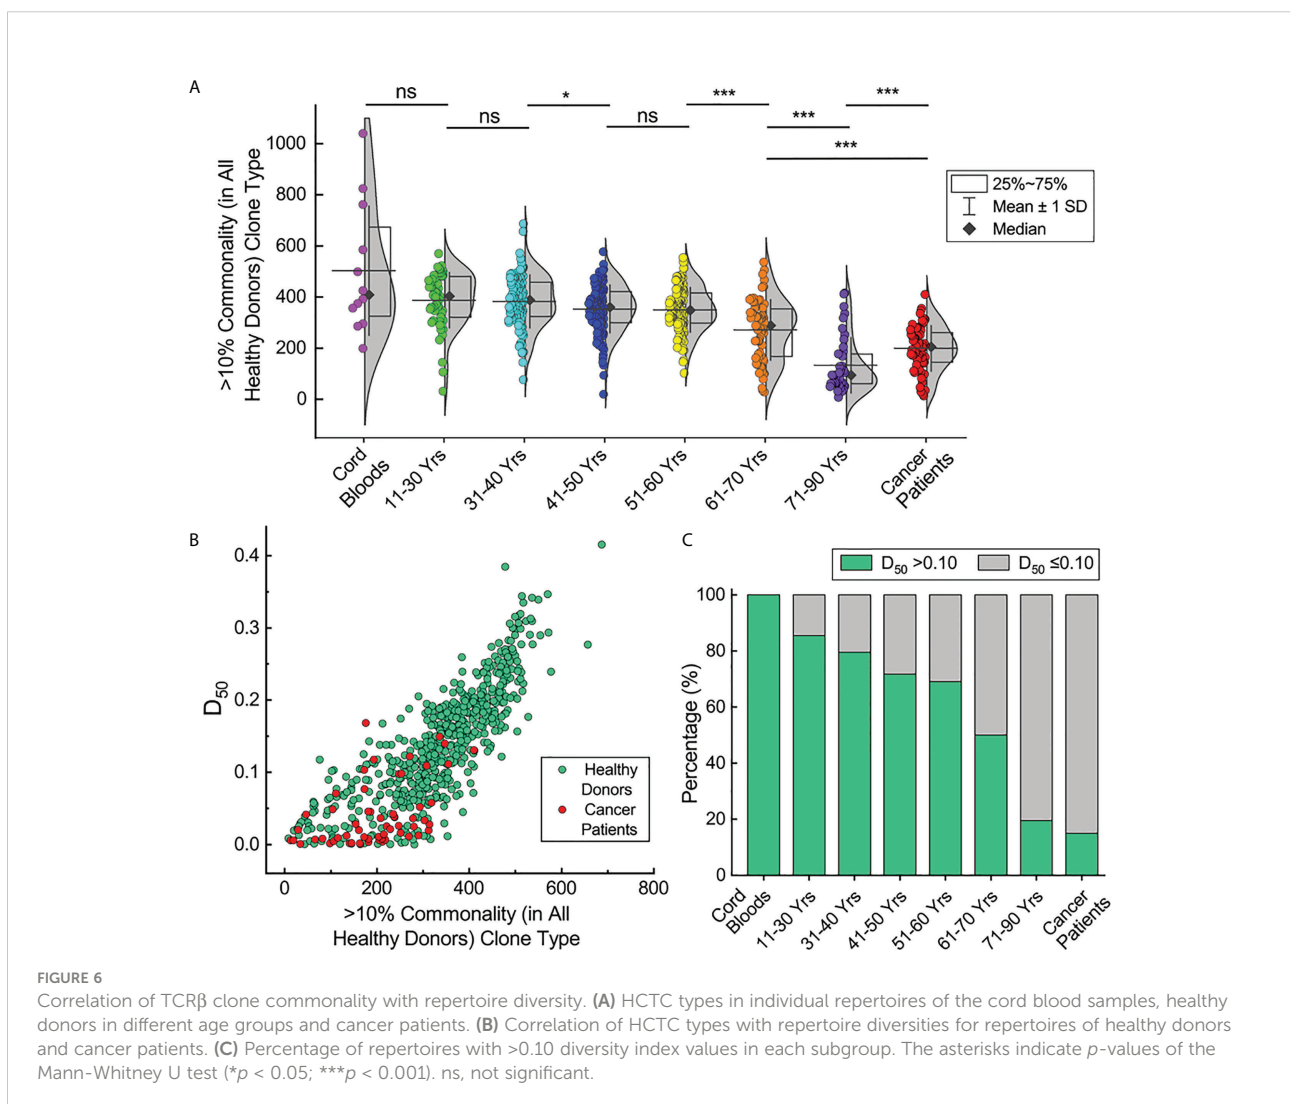 A
ns
*
***
***
ns
ns
***
***
>10% Commonality (in All
Healthy Donors) Clone Type
1000
800
600
400
200
0
25%~75%
Mean ± 1 SD
Median
Cord
Bloods
11-30 Yrs
31-40 Yrs
41-50 Yrs
51-60 Yrs
61-70 Yrs
71-90 Yrs
Cancer
Patients
B
D50
0.4
0.3
0.2
0.1
0.0
Healthy
Donors
Cancer
Patients
0
200
400
600
800
>10% Commonality (in All
Healthy Donors) Clone Type
C
D50 >0.10
D50 ≤0.10
Percentage (%)
100
80
60
40
20
0
Cord
Bloods
11-30 Yrs
31-40 Yrs
41-50 Yrs
51-60 Yrs
61-70 Yrs
71-90 Yrs
Cancer
Patients
FIGURE 6
Correlation of TCRβ clone commonality with repertoire diversity. (A) HCTC types in individual repertoires of the cord blood samples, healthy
donors in different age groups and cancer patients. (B) Correlation of HCTC types with repertoire diversities for repertoires of healthy donors
and cancer patients. (C) Percentage of repertoires with >0.10 diversity index values in each subgroup. The asterisks indicate p-values of the
Mann-Whitney U test (*p < 0.05; ***p < 0.001). ns, not significant.